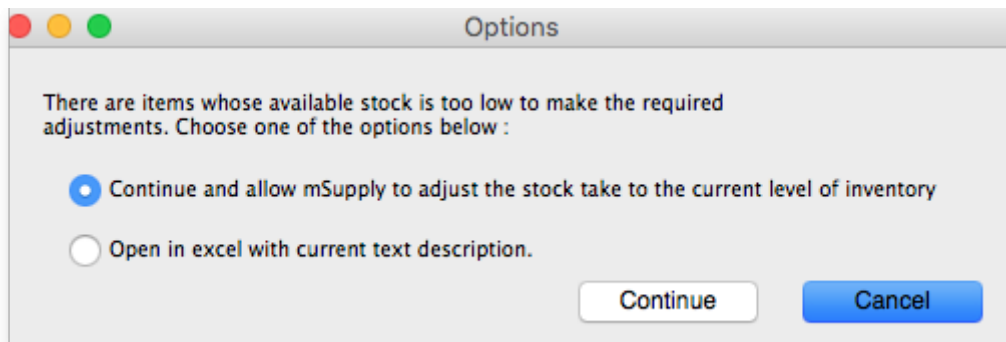 Options
There are items whose available stock is too low to make the required
adjustments. Choose one of the options below :
Continue and allow mSupply to adjust the stock take to the current level of inventory
Open in excel with current text description.
Continue
Cancel